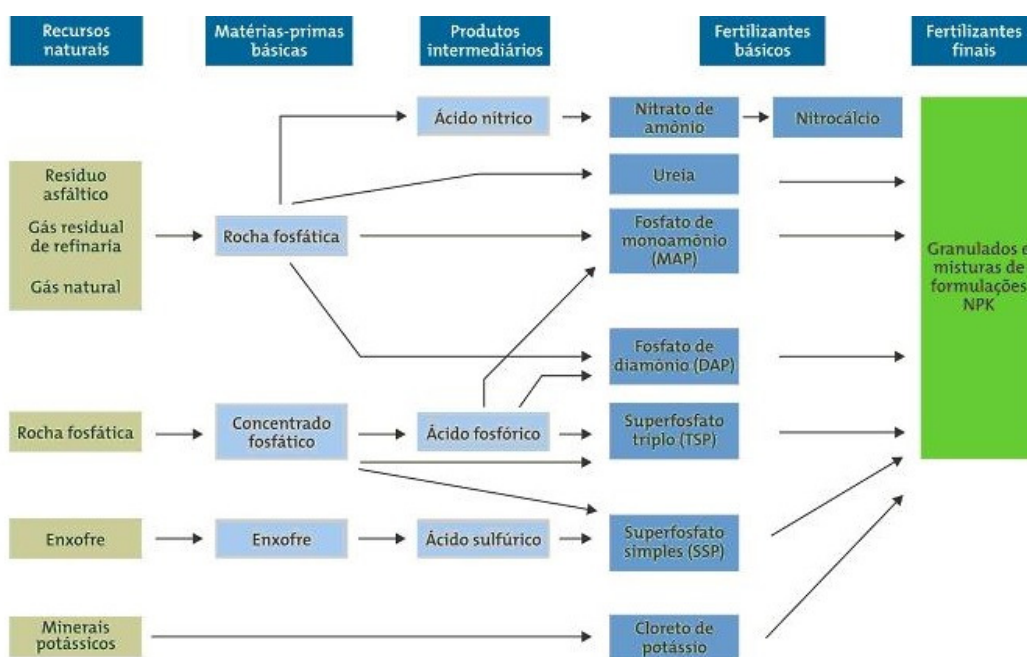 Recursos
naturais
Matérias-primas
básicas
Produtos
intermediários
Fertilizantes
básicos
Fertilizantes
finais
Ácido nítrico
Nitrato de
amônio
Nitrocálcio
Resíduo
asfáltico
Gás residual
de refinaria
Gás natural
Rocha fosfática
Ureia
Fosfato de
monoamônio
(MAP)
Granulados e
misturas de
formulações
NPK
Fosfato de
diamônio (DAP)
Rocha fosfática
Concentrado
fosfático
Ácido fosfórico
Superfosfato
triplo (TSP)
Enxofre
Enxofre
Ácido sulfúrico
Superfosfato
simples (SSP)
Minerais
potássicos
Cloreto de
potássio